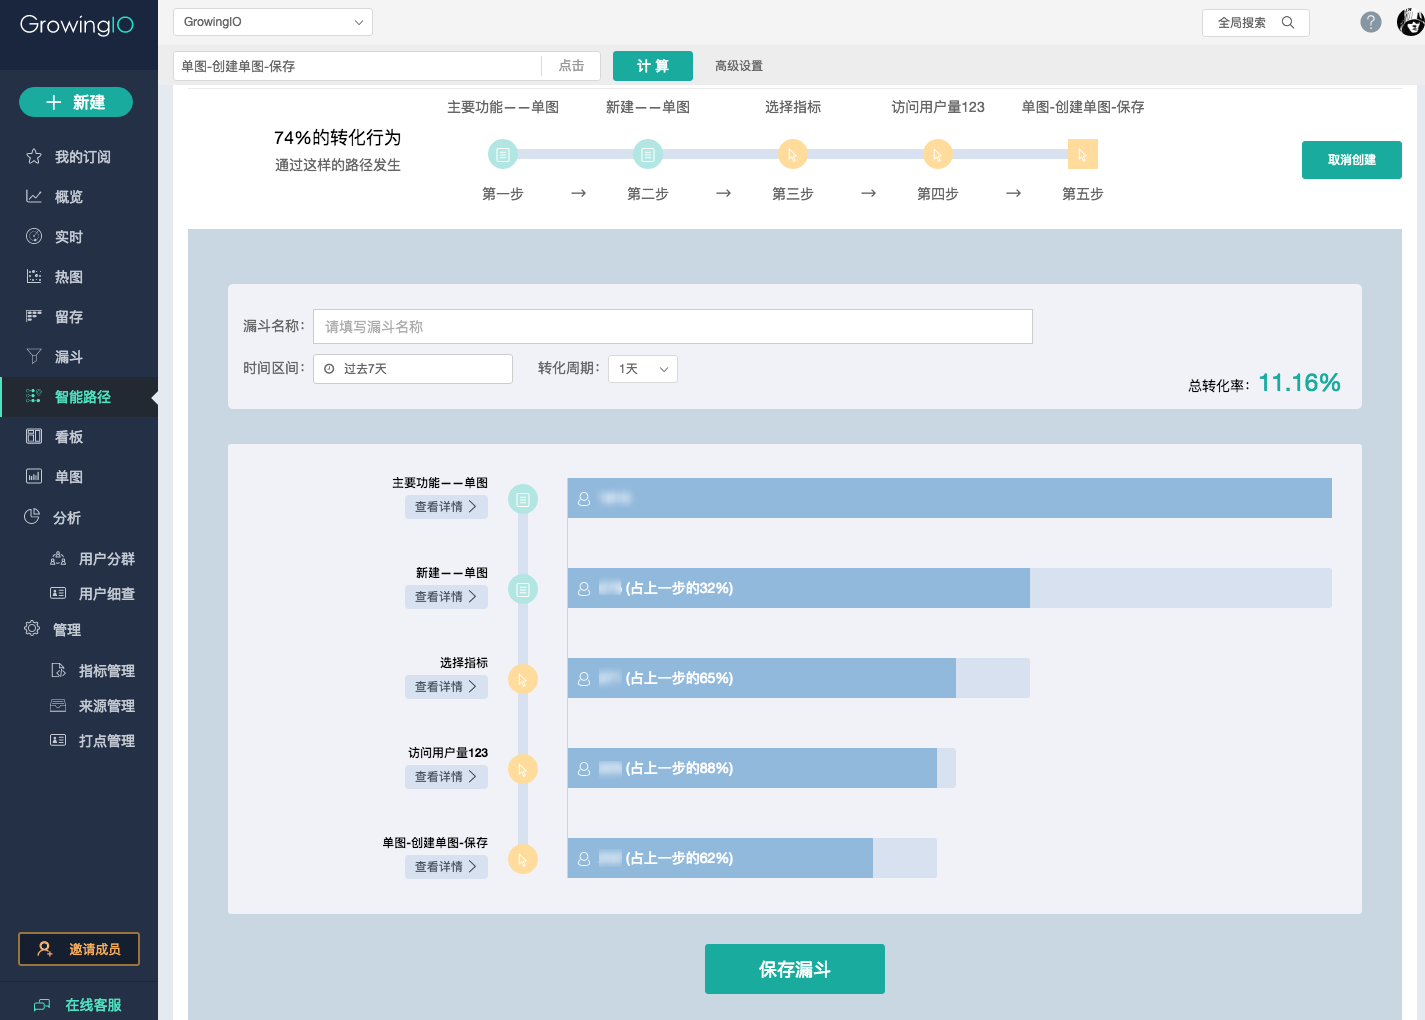 GrowingIO
新建
我的订阅
概览
实时
热图
留存
漏斗
智能路径
看板
单图
分析
用户分群
用户细查
管理
指标管理
来源管理
打点管理
邀请成员
在线客服
GrowingIO
全局搜索
?
单图-创建单图-保存 点击 计 算 高级设置
主要功能——单图 新建——单图 选择指标 访问用户量123 单图-创建单图-保存
74%的转化行为
通过这样的路径发生
取消创建
第一步 → 第二步 → 第三步 → 第四步 → 第五步
漏斗名称： 请填写漏斗名称
时间区间： 过去7天 转化周期： 1天
总转化率： 11.16%
主要功能——单图
查看详情 >
新建——单图
查看详情 >
(占上一步的32%)
选择指标
查看详情 >
(占上一步的65%)
访问用户量123
查看详情 >
(占上一步的88%)
单图-创建单图-保存
查看详情 >
(占上一步的62%)
保存漏斗